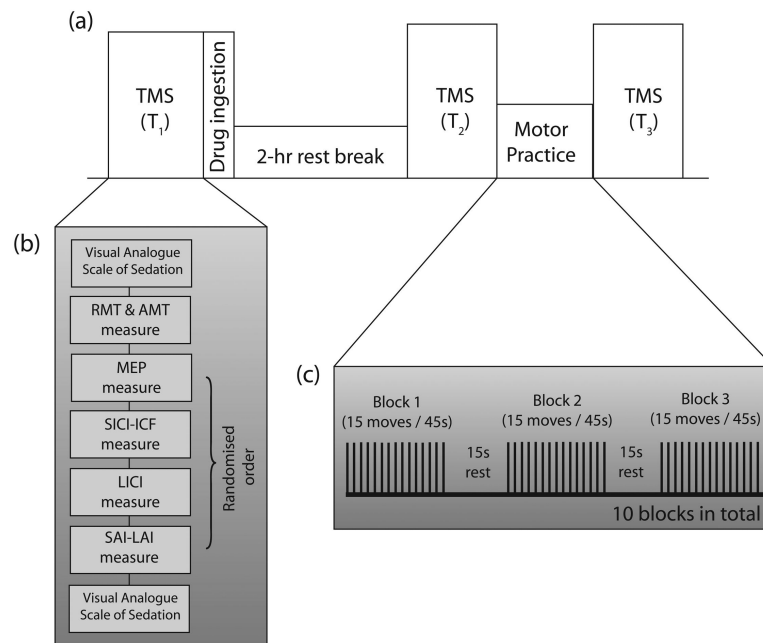 (a)
TMS
(T1)
Drug ingestion
2-hr rest break
TMS
(T2)
Motor
Practice
TMS
(T3)
(b)
Visual Analogue
Scale of Sedation
RMT & AMT
measure
MEP
measure
SICI-ICF
measure
LICI
measure
SAI-LAI
measure
Visual Analogue
Scale of Sedation
Randomised
order
(c)
Block 1
(15 moves / 45s)
15s
rest
Block 2
(15 moves / 45s)
15s
rest
Block 3
(15 moves / 45s)
10 blocks in total